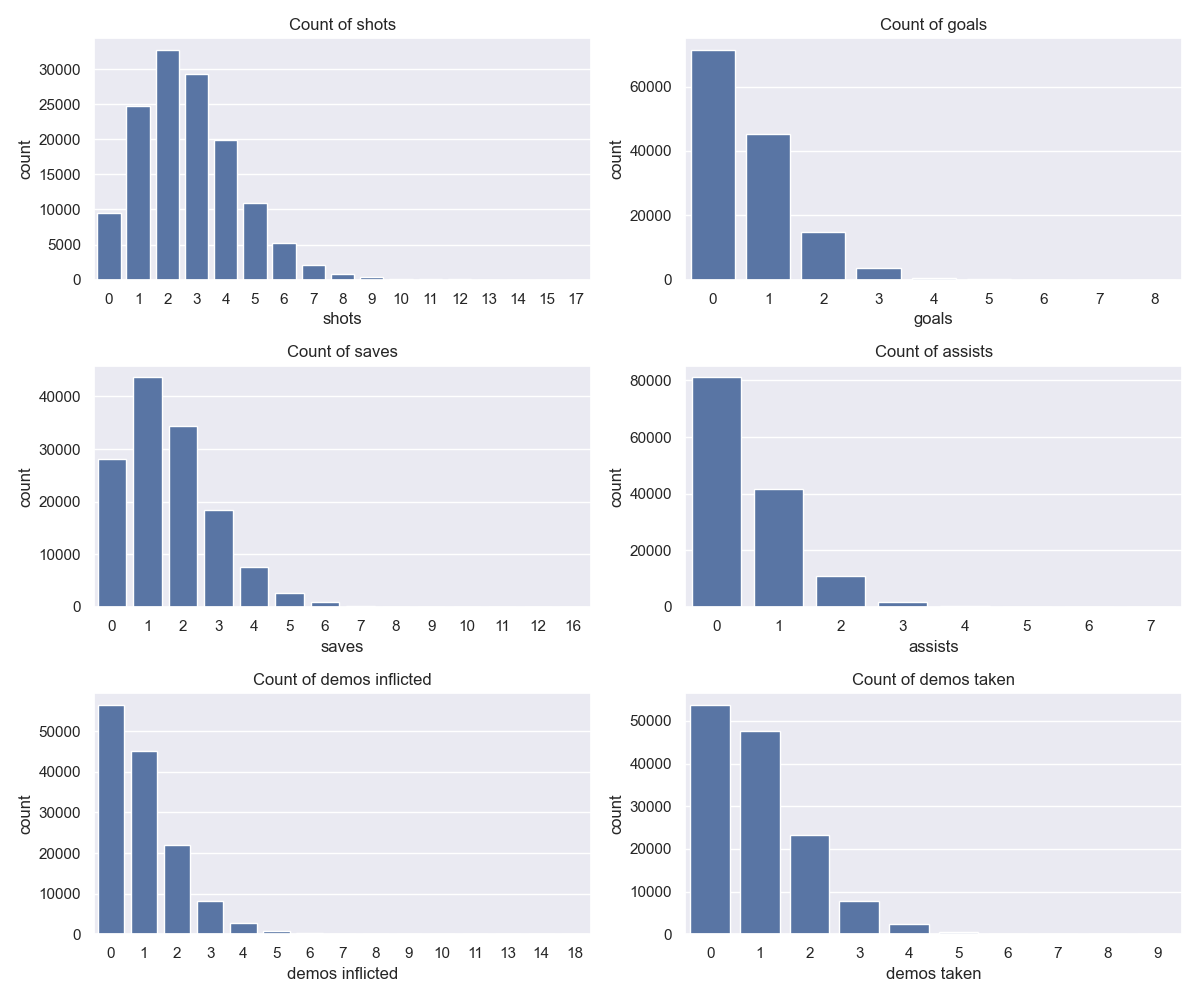 Count of shots
30000
25000
20000
15000
10000
5000
0
count
0 1 2 3 4 5 6 7 8 9 10 11 12 13 14 15 17
shots
Count of goals
60000
40000
20000
0
count
0 1 2 3 4 5 6 7 8
goals
Count of saves
40000
30000
20000
10000
0
count
0 1 2 3 4 5 6 7 8 9 10 11 12 16
saves
Count of assists
80000
60000
40000
20000
0
count
0 1 2 3 4 5 6 7
assists
Count of demos inflicted
50000
40000
30000
20000
10000
0
count
0 1 2 3 4 5 6 7 8 9 10 11 13 14 18
demos inflicted
Count of demos taken
50000
40000
30000
20000
10000
0
count
0 1 2 3 4 5 6 7 8 9
demos taken